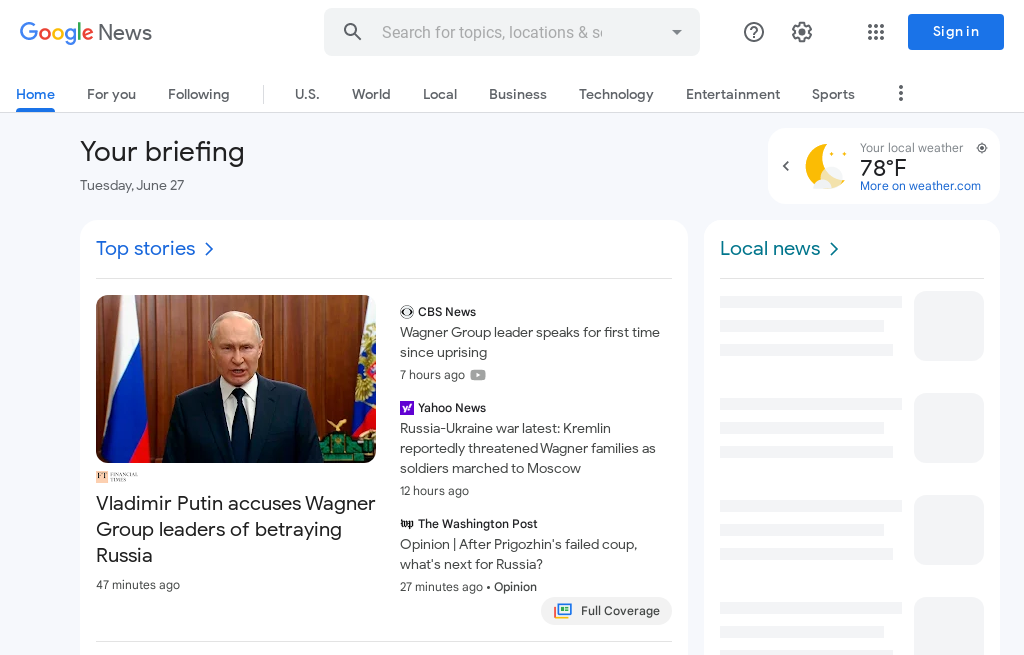 Google News
Search for topics, locations & s
Sign in
Home
For you
Following
U.S.
World
Local
Business
Technology
Entertainment
Sports
Your briefing
Tuesday, June 27
Your local weather
78°F
More on weather.com
Top stories
Local news
FT FINANCIAL
TIMES
Vladimir Putin accuses Wagner
Group leaders of betraying
Russia
47 minutes ago
CBS News
Wagner Group leader speaks for first time
since uprising
7 hours ago
y!
Yahoo News
Russia-Ukraine war latest: Kremlin
reportedly threatened Wagner families as
soldiers marched to Moscow
12 hours ago
wp
The Washington Post
Opinion | After Prigozhin's failed coup,
what's next for Russia?
27 minutes ago • Opinion
Full Coverage